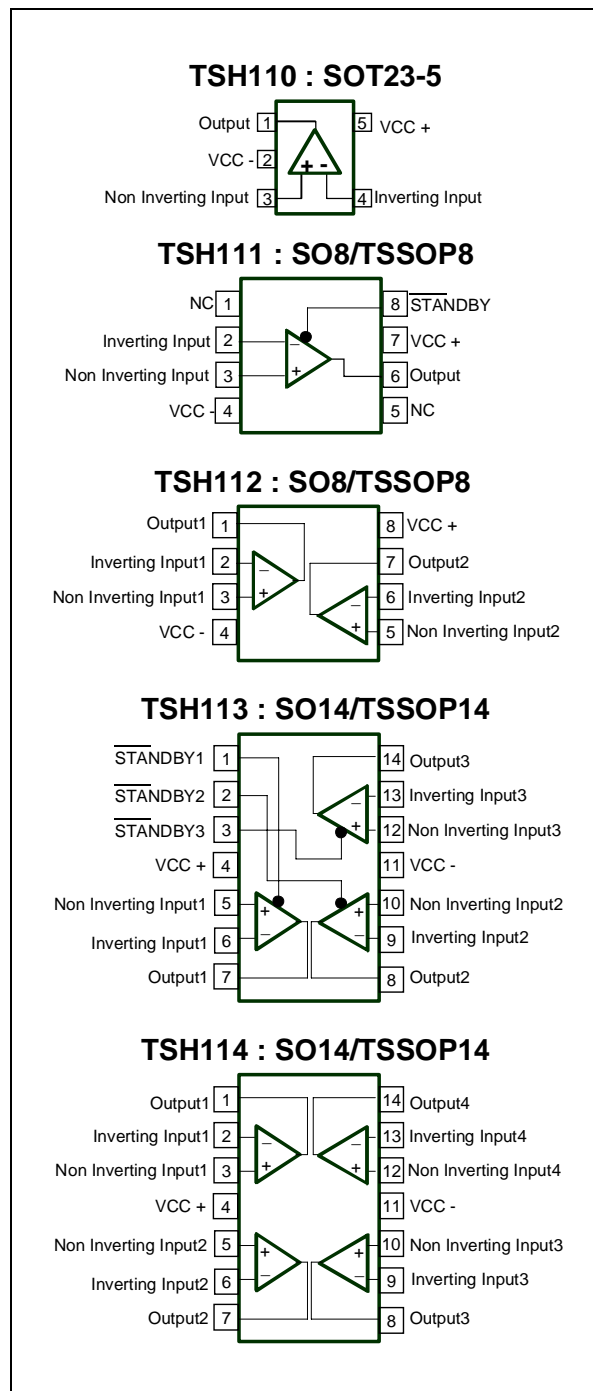 TSH110 : SOT23-5
Output 1 5 VCC +
VCC - 2
+ -
Non Inverting Input 3 4 Inverting Input
TSH111 : SO8/TSSOP8
NC 1 8 STANDBY
Inverting Input 2 _ 7 VCC +
Non Inverting Input 3 + 6 Output
VCC - 4 5 NC
TSH112 : SO8/TSSOP8
Output1 1 8 VCC +
Inverting Input1 2 _ 7 Output2
Non Inverting Input1 3 + _ 6 Inverting Input2
VCC - 4 + 5 Non Inverting Input2
TSH113 : SO14/TSSOP14
STANDBY1 1 14 Output3
STANDBY2 2 _ 13 Inverting Input3
STANDBY3 3 + 12 Non Inverting Input3
VCC + 4 11 VCC -
Non Inverting Input1 5 + + 10 Non Inverting Input2
Inverting Input1 6 _ _ 9 Inverting Input2
Output1 7 8 Output2
TSH114 : SO14/TSSOP14
Output1 1 14 Output4
Inverting Input1 2 _ _ 13 Inverting Input4
Non Inverting Input1 3 + + 12 Non Inverting Input4
VCC + 4 11 VCC -
Non Inverting Input2 5 + + 10 Non Inverting Input3
Inverting Input2 6 _ _ 9 Inverting Input3
Output2 7 8 Output3